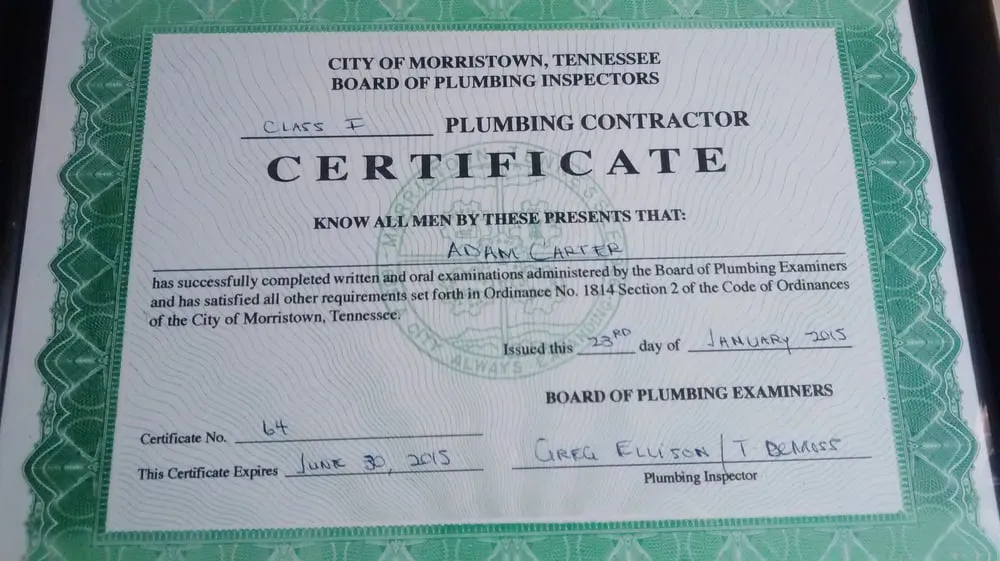 CITY OF MORRISTOWN, TENNESSEE
BOARD OF PLUMBING INSPECTORS
CLASS I PLUMBING CONTRACTOR
CERTIFICATE
KNOW ALL MEN BY THESE PRESENTS THAT:
ADAM CARTER
has successfully completed written and oral examinations administered by the Board of Plumbing Examiners
and has satisfied all other requirements set forth in Ordinance No. 1814 Section 2 of the Code of Ordinances
of the City of Morristown, Tennessee.
Issued this 23RD day of JANUARY 2015
BOARD OF PLUMBING EXAMINERS
Certificate No. 64
This Certificate Expires JUNE 30, 2015
GREG ELLISON / T DEMOSS
Plumbing Inspector